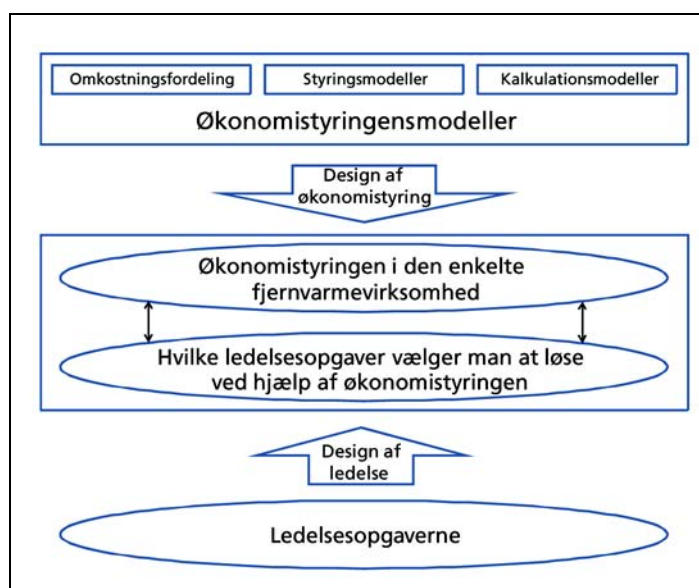 Omkostningsfordeling Styringsmodeller Kalkulationsmodeller
Økonomistyringensmodeller
Design af
økonomistyring
Økonomistyringen i den enkelte
fjernvarmevirksomhed
Hvilke ledelsesopgaver vælger man at løse
ved hjælp af økonomistyringen
Design af
ledelse
Ledelsesopgaverne